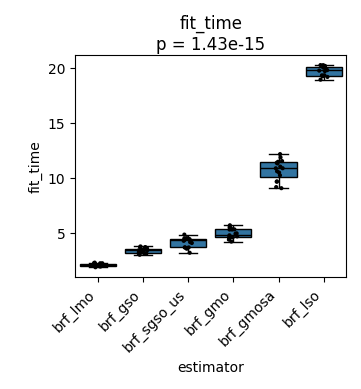 fit_time
p = 1.43e-15
20
15
10
5
fit_time
brf_lmo
brf_gso
brf_sgso_us
brf_gmo
brf_gmosa
brf_lso
estimator